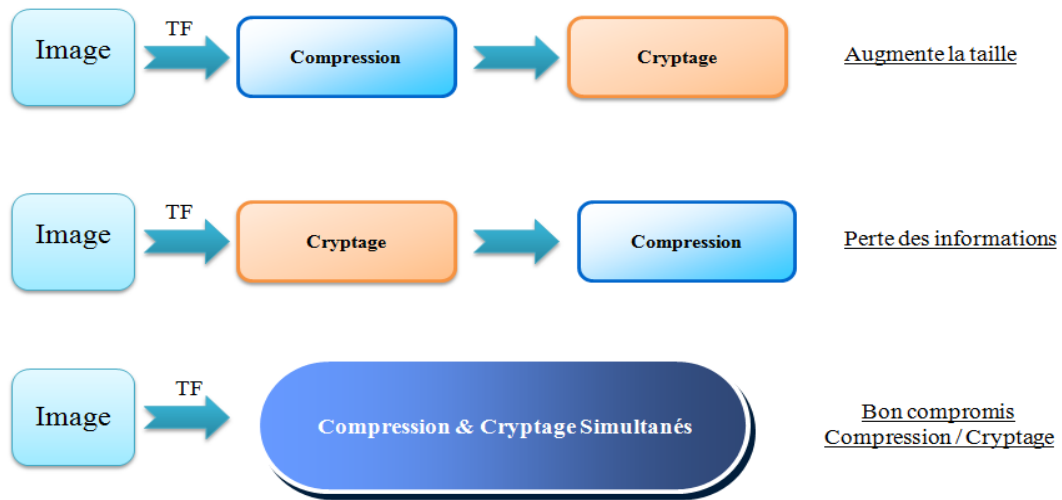 Image
TF
Compression
Cryptage
Augmente la taille
Image
TF
Cryptage
Compression
Perte des informations
Image
TF
Compression & Cryptage Simultanés
Bon compromis
Compression / Cryptage